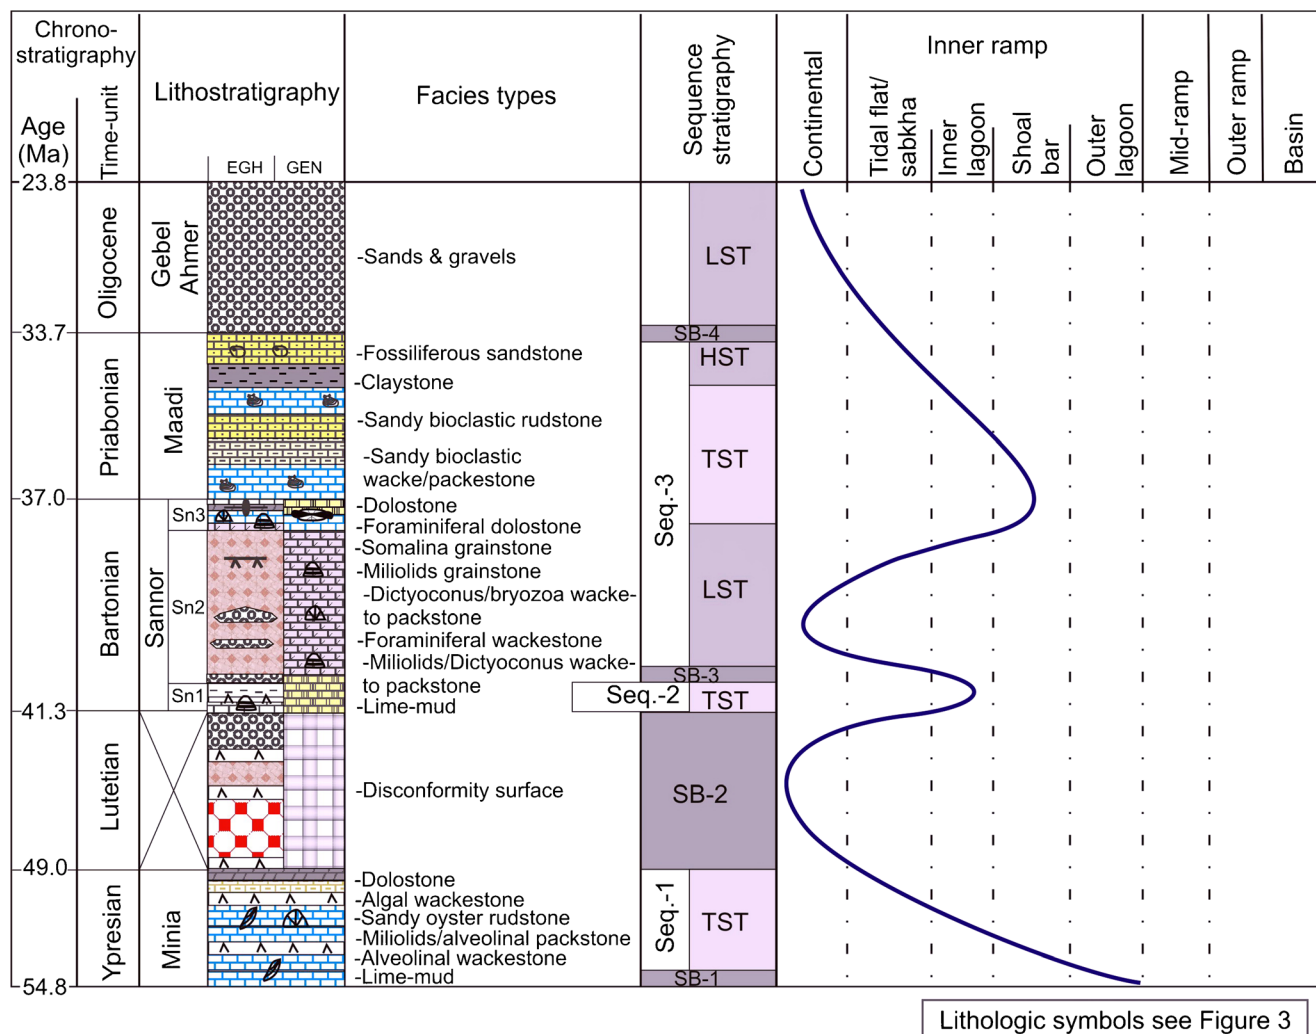 Chrono-
stratigraphy
Lithostratigraphy
Facies types
Sequence
stratigraphy
Inner ramp
Age
(Ma)
Time-unit
EGH
GEN
Continental
Tidal flat/
sabkha
Inner
lagoon
Shoal
bar
Outer
lagoon
Mid-ramp
Outer ramp
Basin
23.8
Oligocene
Gebel
Ahmer
-Sands & gravels
LST
33.7
SB-4
Priabonian
Maadi
-Fossiliferous sandstone
-Claystone
-Sandy bioclastic rudstone
-Sandy bioclastic
wacke/packestone
HST
TST
Seq.-3
37.0
Bartonian
Sannor
Sn3
Sn2
Sn1
-Dolostone
-Foraminiferal dolostone
-Somalina grainstone
-Miliolids grainstone
-Dictyoconus/bryozoa wacke-
to packstone
-Foraminiferal wackestone
-Miliolids/Dictyoconus wacke-
to packstone
-Lime-mud
LST
SB-3
Seq.-2
TST
41.3
Lutetian
-Disconformity surface
SB-2
49.0
Ypresian
Minia
-Dolostone
-Algal wackestone
-Sandy oyster rudstone
-Miliolids/alveolinal packstone
-Alveolinal wackestone
-Lime-mud
Seq.-1
TST
SB-1
54.8
Lithologic symbols see Figure 3